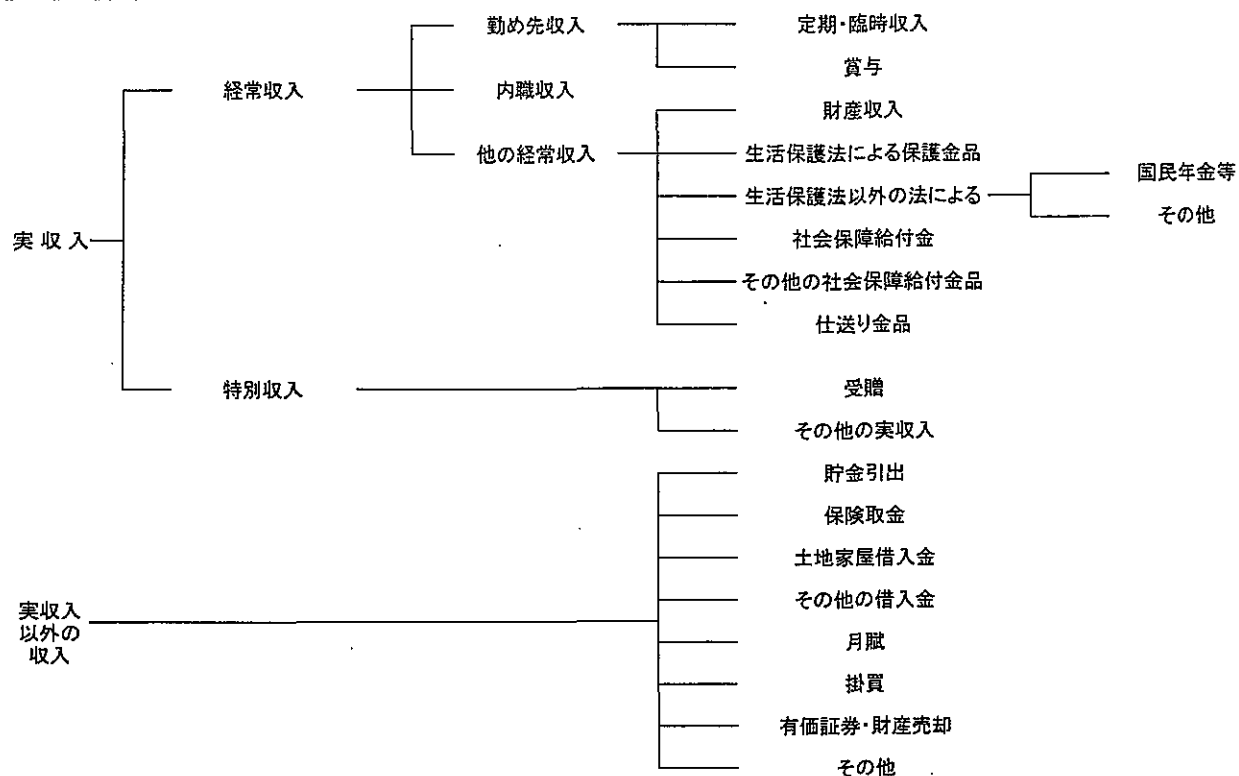 勤め先収入
定期・臨時収入
賞与
経常収入
内職収入
財産収入
他の経常収入
生活保護法による保護金品
生活保護法以外の法による
国民年金等
その他
実収入
社会保障給付金
その他の社会保障給付金品
仕送り金品
特別収入
受贈
その他の実収入
貯金引出
保険取金
土地家屋借入金
その他の借入金
実収入
以外の
収入
月賦
掛買
有価証券・財産売却
その他